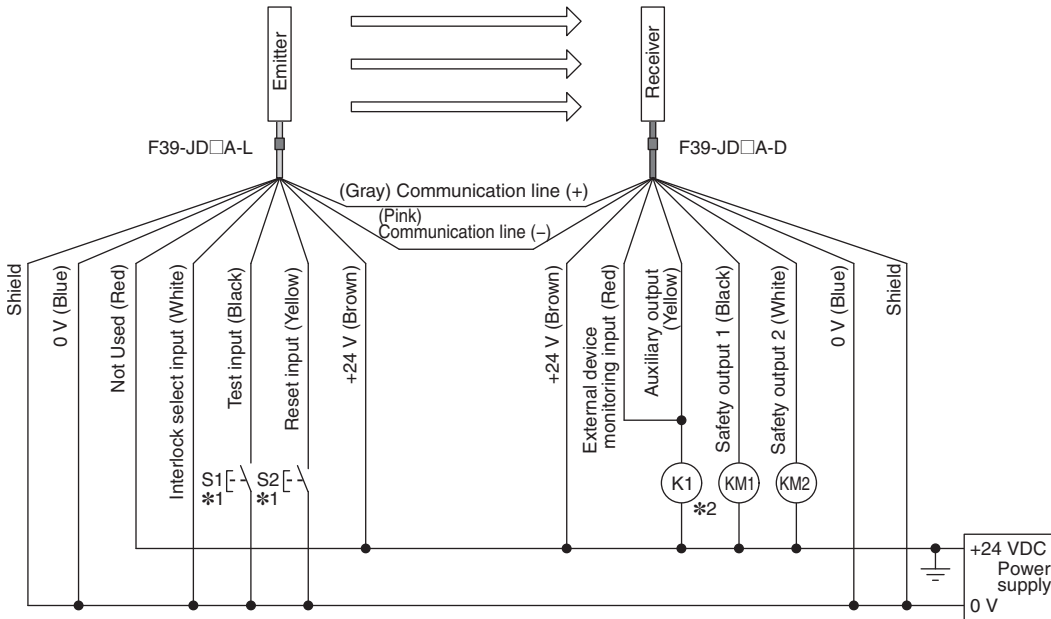 Emitter
Receiver
F39-JD□A-L
F39-JD□A-D
(Gray) Communication line (+)
(Pink)
Communication line (−)
Shield
0 V (Blue)
Not Used (Red)
Interlock select input (White)
Test input (Black)
Reset input (Yellow)
+24 V (Brown)
+24 V (Brown)
External device
monitoring input (Red)
Auxiliary output
(Yellow)
Safety output 1 (Black)
Safety output 2 (White)
0 V (Blue)
Shield
S1
✱1
S2
✱1
K1
✱2
KM1
KM2
+24 VDC
Power
supply
0 V